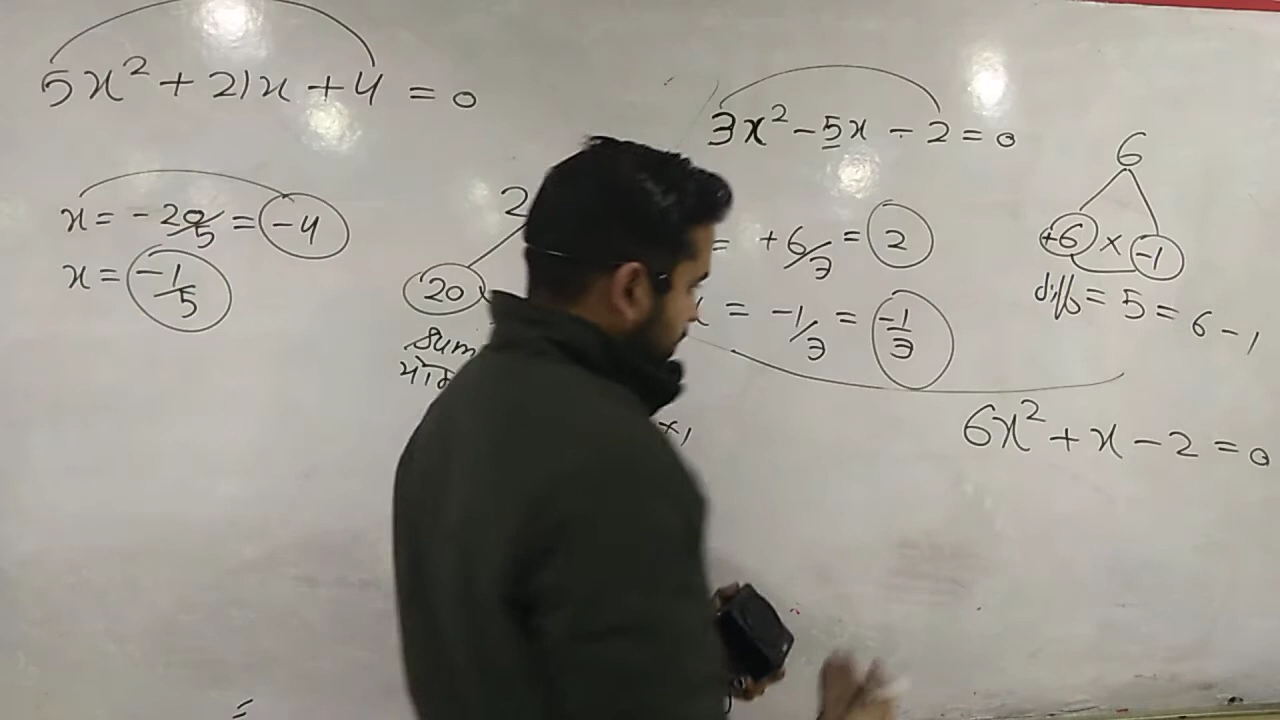 5x² + 21x + 4 = 0
x = -20/5 = -4
x = -1/5
20
Sum
3x² - 5x - 2 = 0
= +6/3 = 2
= -1/3 = -1/3
6
+6 × -1
diff = 5 = 6 - 1
6x² + x - 2 = 0